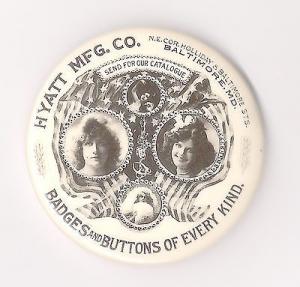 HYATT MFG. CO.
N.E. COR. HOLLIDAY & BALTIMORE STS.
BALTIMORE, MD.
SEND FOR OUR CATALOGUE
BADGES AND BUTTONS OF EVERY KIND.